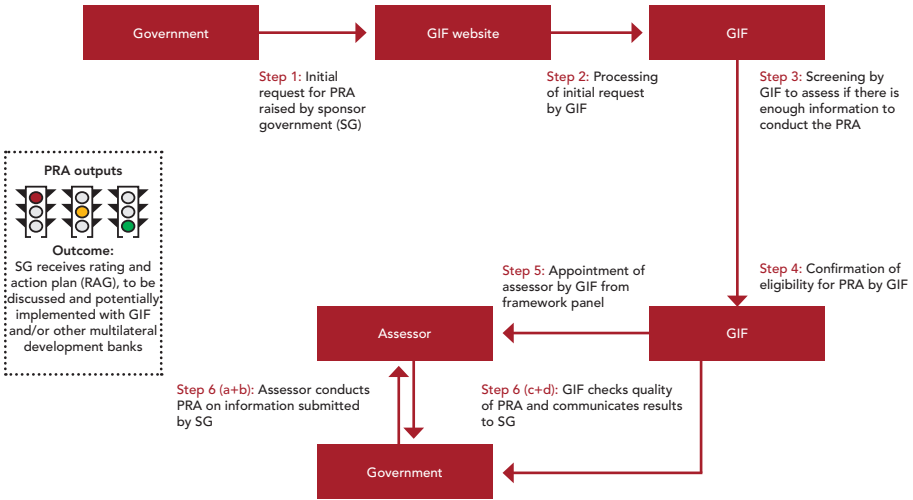 Government
GIF website
GIF
Step 1: Initial
request for PRA
raised by sponsor
government (SG)
Step 2: Processing
of initial request
by GIF
Step 3: Screening by
GIF to assess if there is
enough information to
conduct the PRA
PRA outputs
Outcome:
SG receives rating and
action plan (RAG), to be
discussed and potentially
implemented with GIF
and/or other multilateral
development banks
Step 4: Confirmation of
eligibility for PRA by GIF
Step 5: Appointment of
assessor by GIF from
framework panel
Assessor
GIF
Step 6 (a+b): Assessor conducts
PRA on information submitted
by SG
Step 6 (c+d): GIF checks quality
of PRA and communicates results
to SG
Government